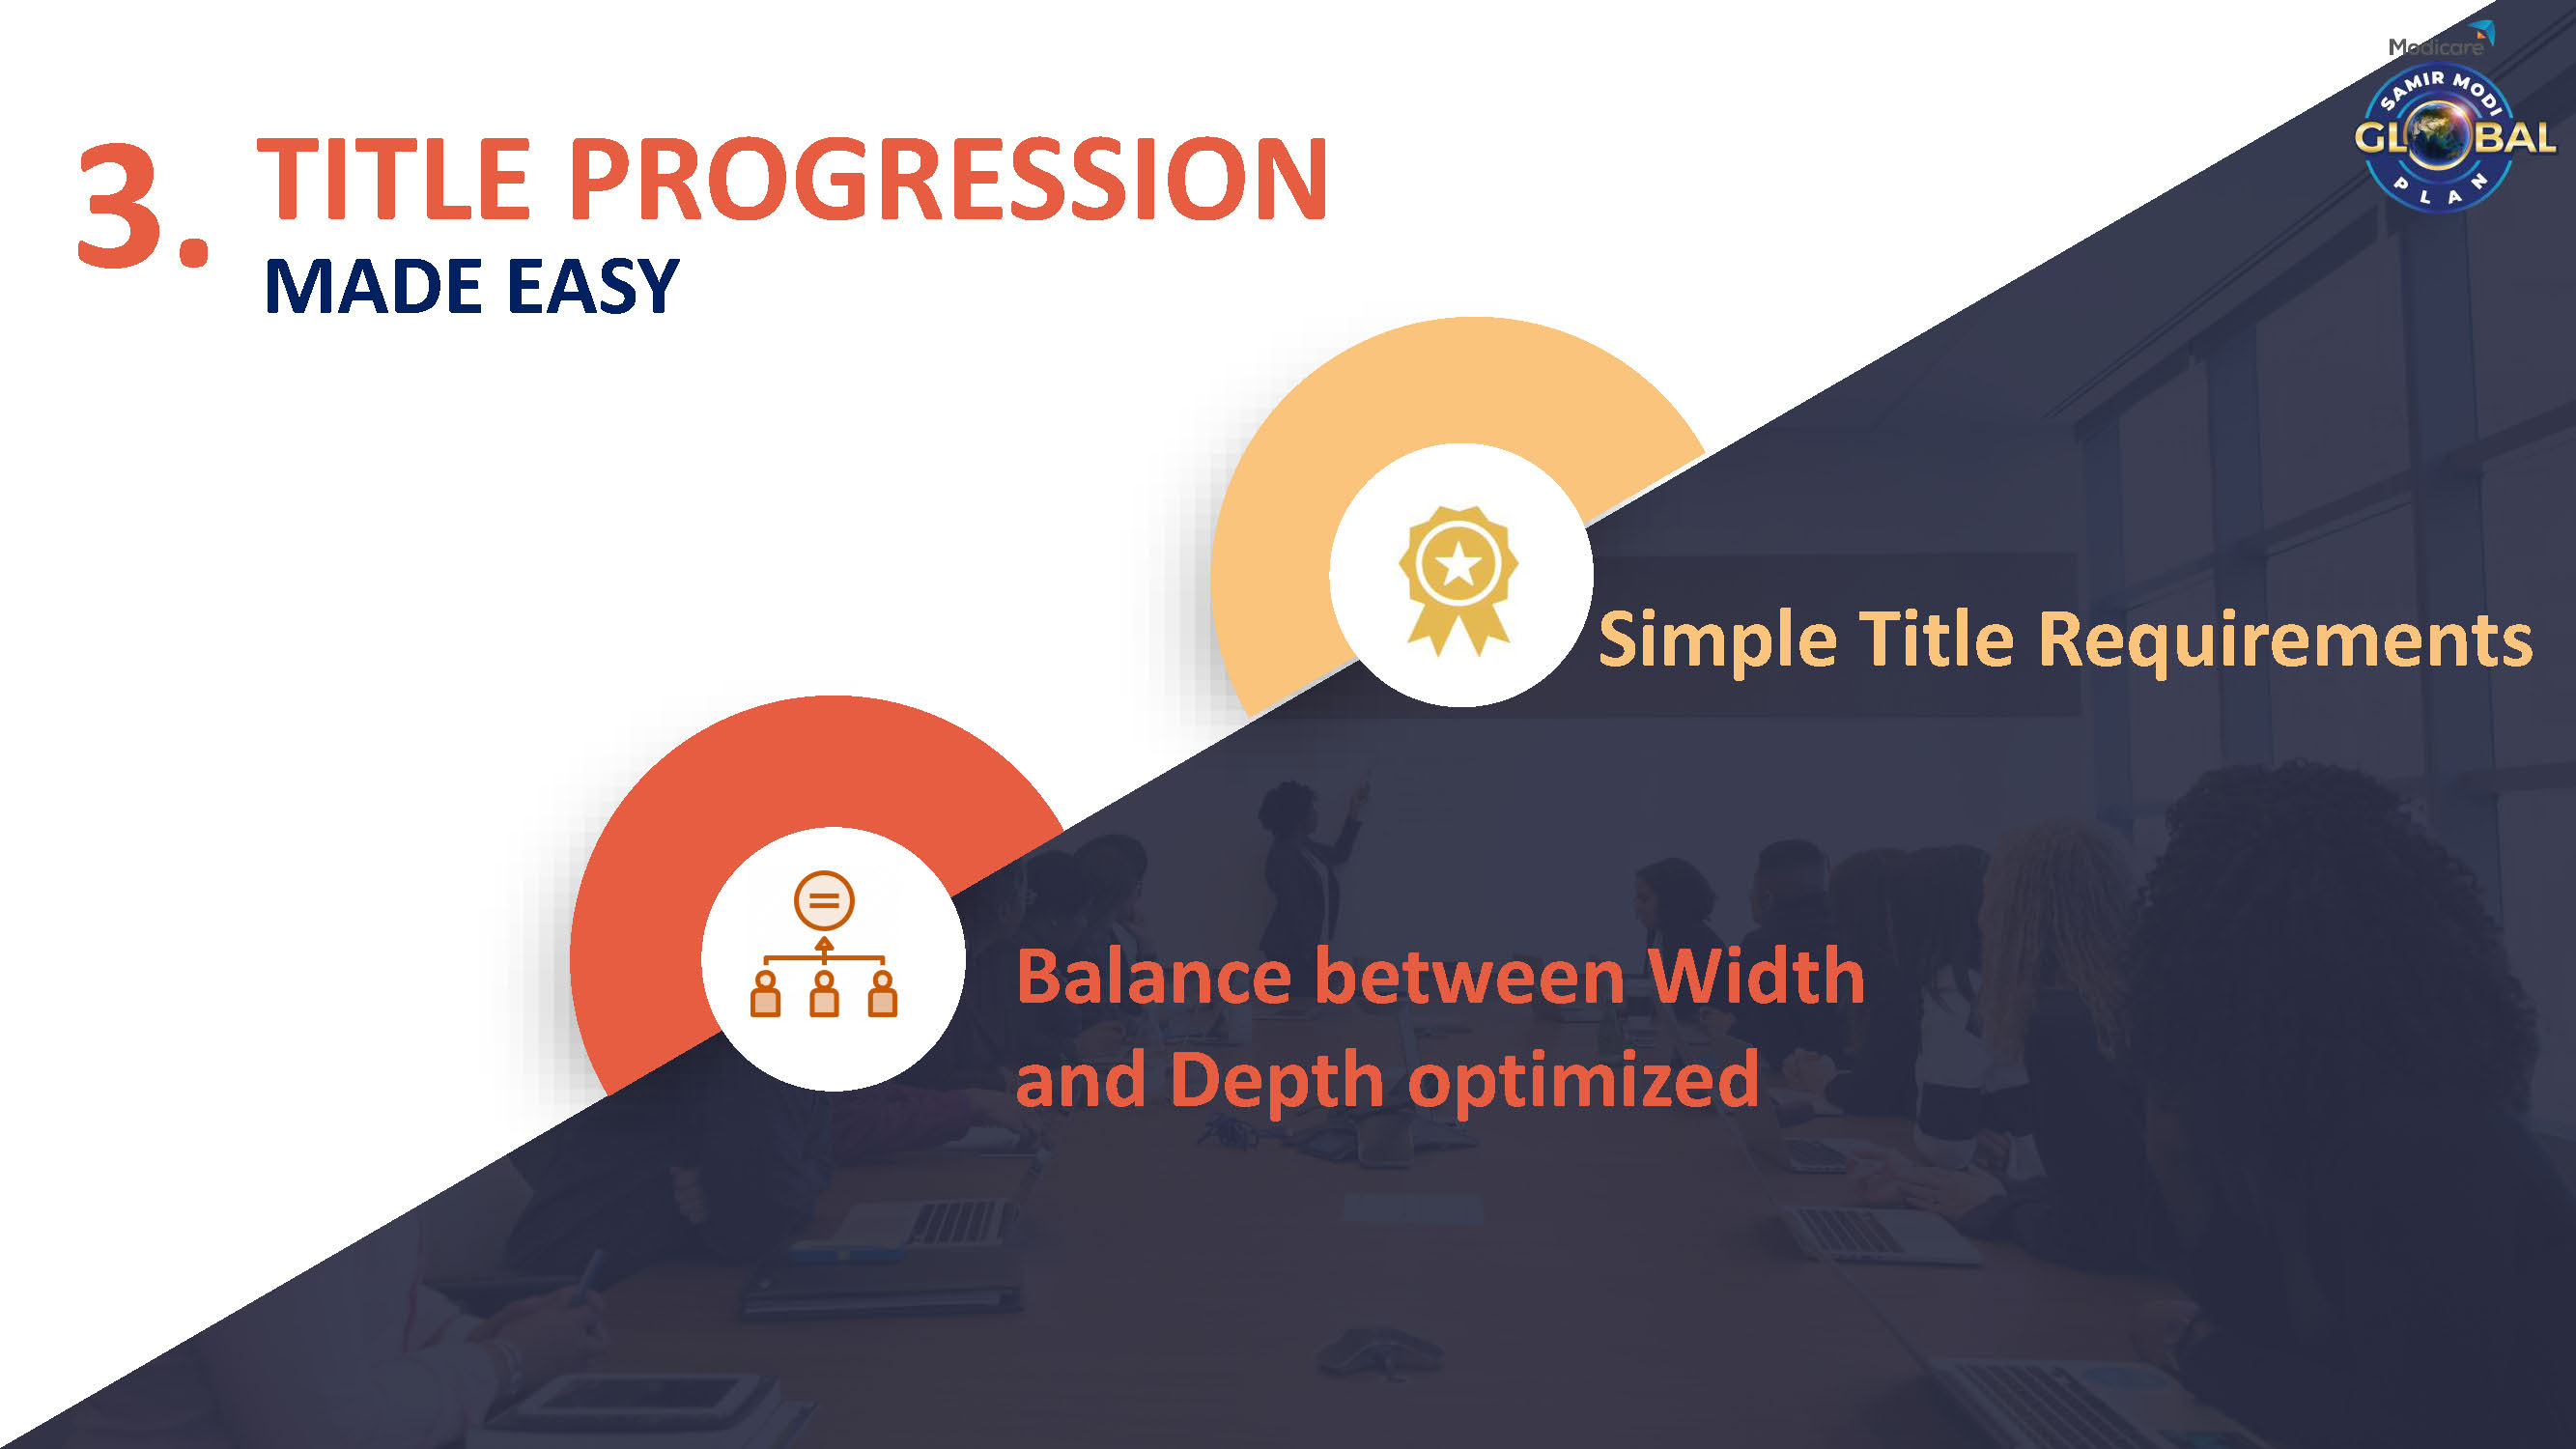 Modicare
SAMIR MODI
GLOBAL
PLAN
3.
TITLE PROGRESSION
MADE EASY
Simple Title Requirements
Balance between Width
and Depth optimized